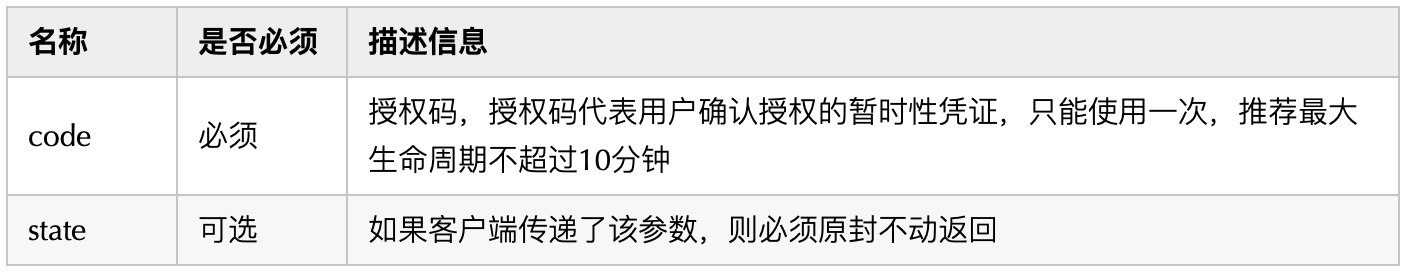 名称 是否必须 描述信息
code 必须 授权码，授权码代表用户确认授权的暂时性凭证，只能使用一次，推荐最大
生命周期不超过10分钟
state 可选 如果客户端传递了该参数，则必须原封不动返回